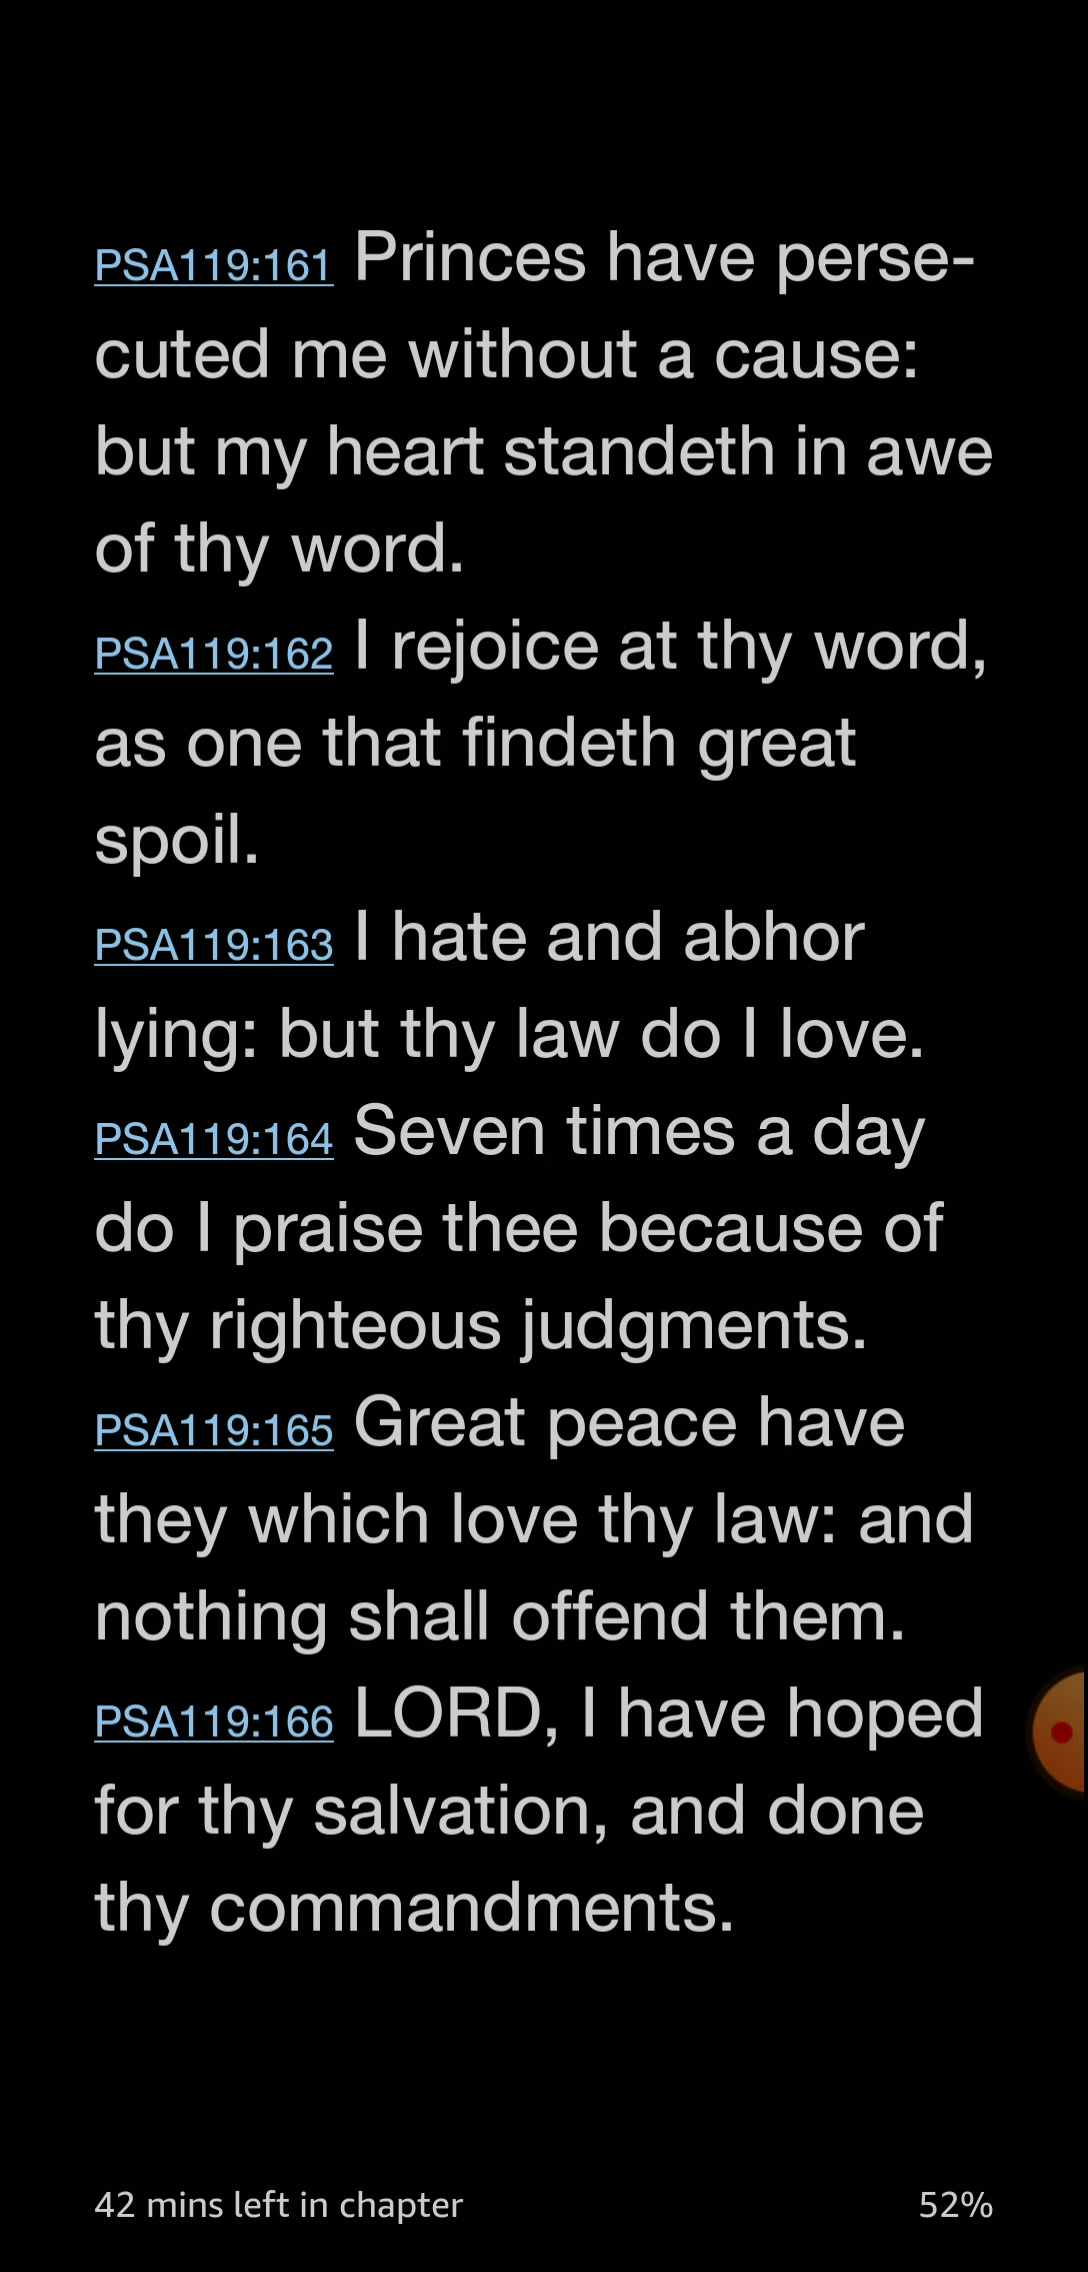 PSA119:161 Princes have perse-
cuted me without a cause:
but my heart standeth in awe
of thy word.
PSA119:162 I rejoice at thy word,
as one that findeth great
spoil.
PSA119:163 I hate and abhor
lying: but thy law do I love.
PSA119:164 Seven times a day
do I praise thee because of
thy righteous judgments.
PSA119:165 Great peace have
they which love thy law: and
nothing shall offend them.
PSA119:166 LORD, I have hoped
for thy salvation, and done
thy commandments.
42 mins left in chapter 52%